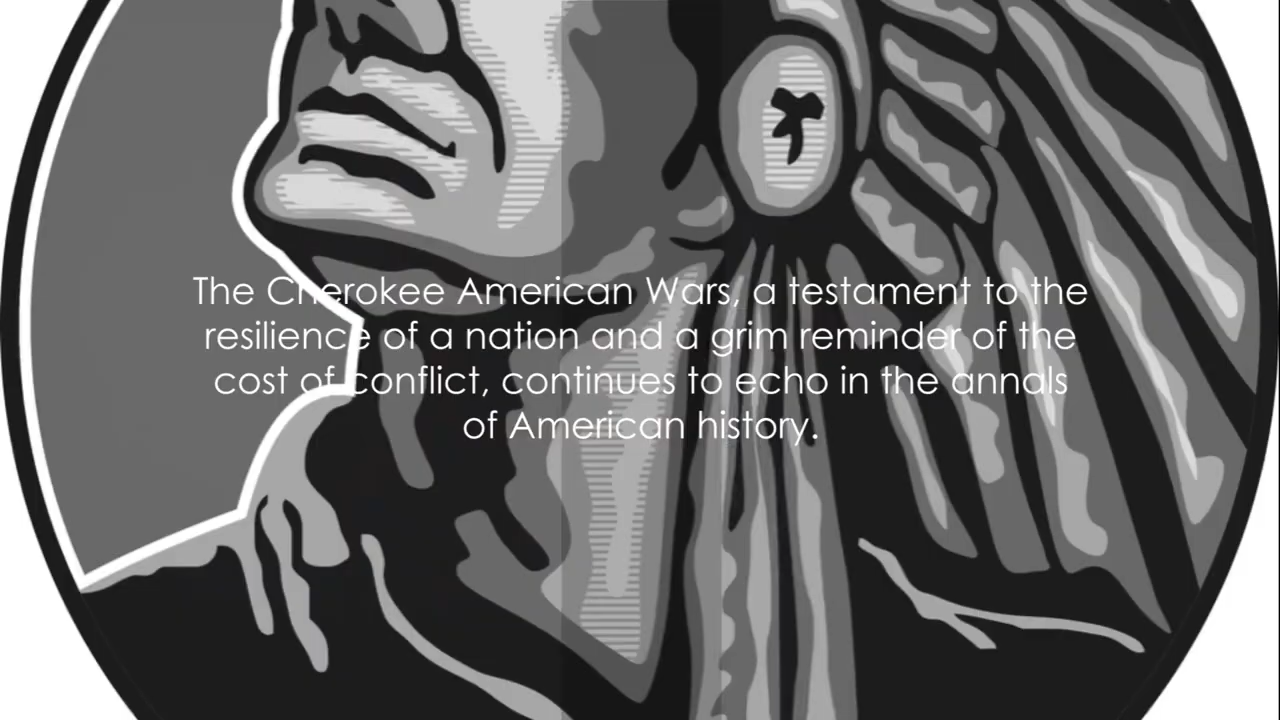 The Cherokee American Wars, a testament to the
resilience of a nation and a grim reminder of the
cost of conflict, continues to echo in the annals
of American history.